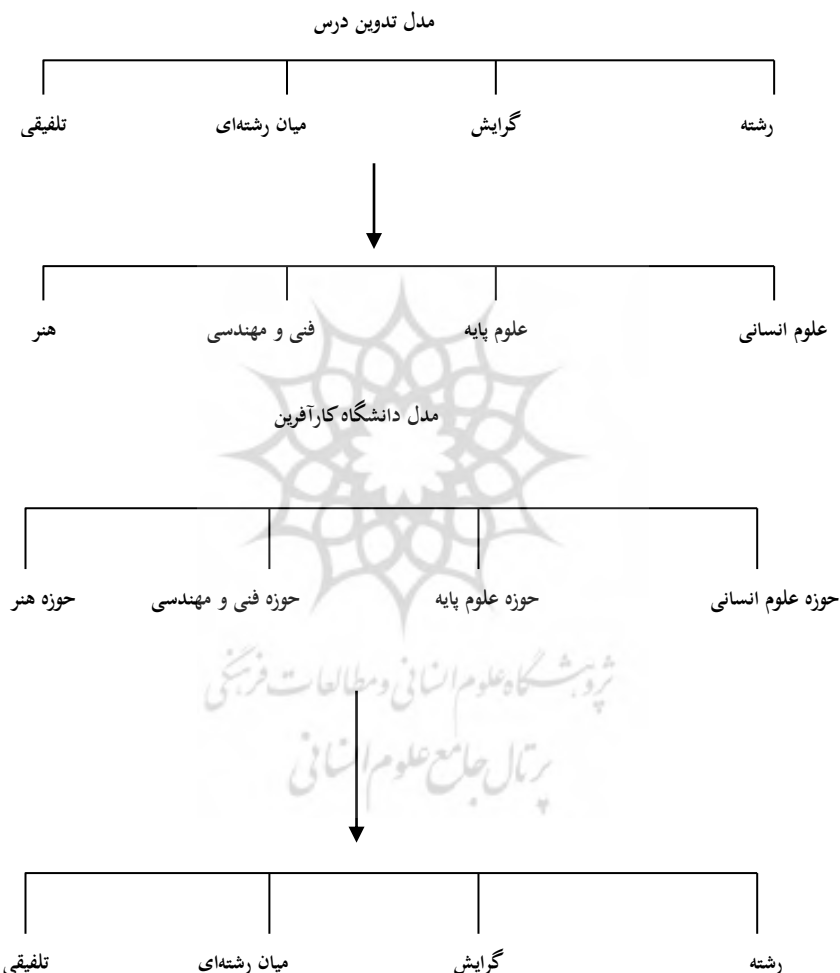 مدل تدوین درس
رشته گرایش میان رشته‌ای تلفیقی
علوم انسانی علوم پایه فنی و مهندسی هنر
مدل دانشگاه کارآفرین
حوزه علوم انسانی حوزه علوم پایه حوزه فنی و مهندسی حوزه هنر
پژوهشگاه علوم انسانی و مطالعات فرهنگی
پرتال جامع علوم انسانی
رشته گرایش میان رشته‌ای تلفیقی